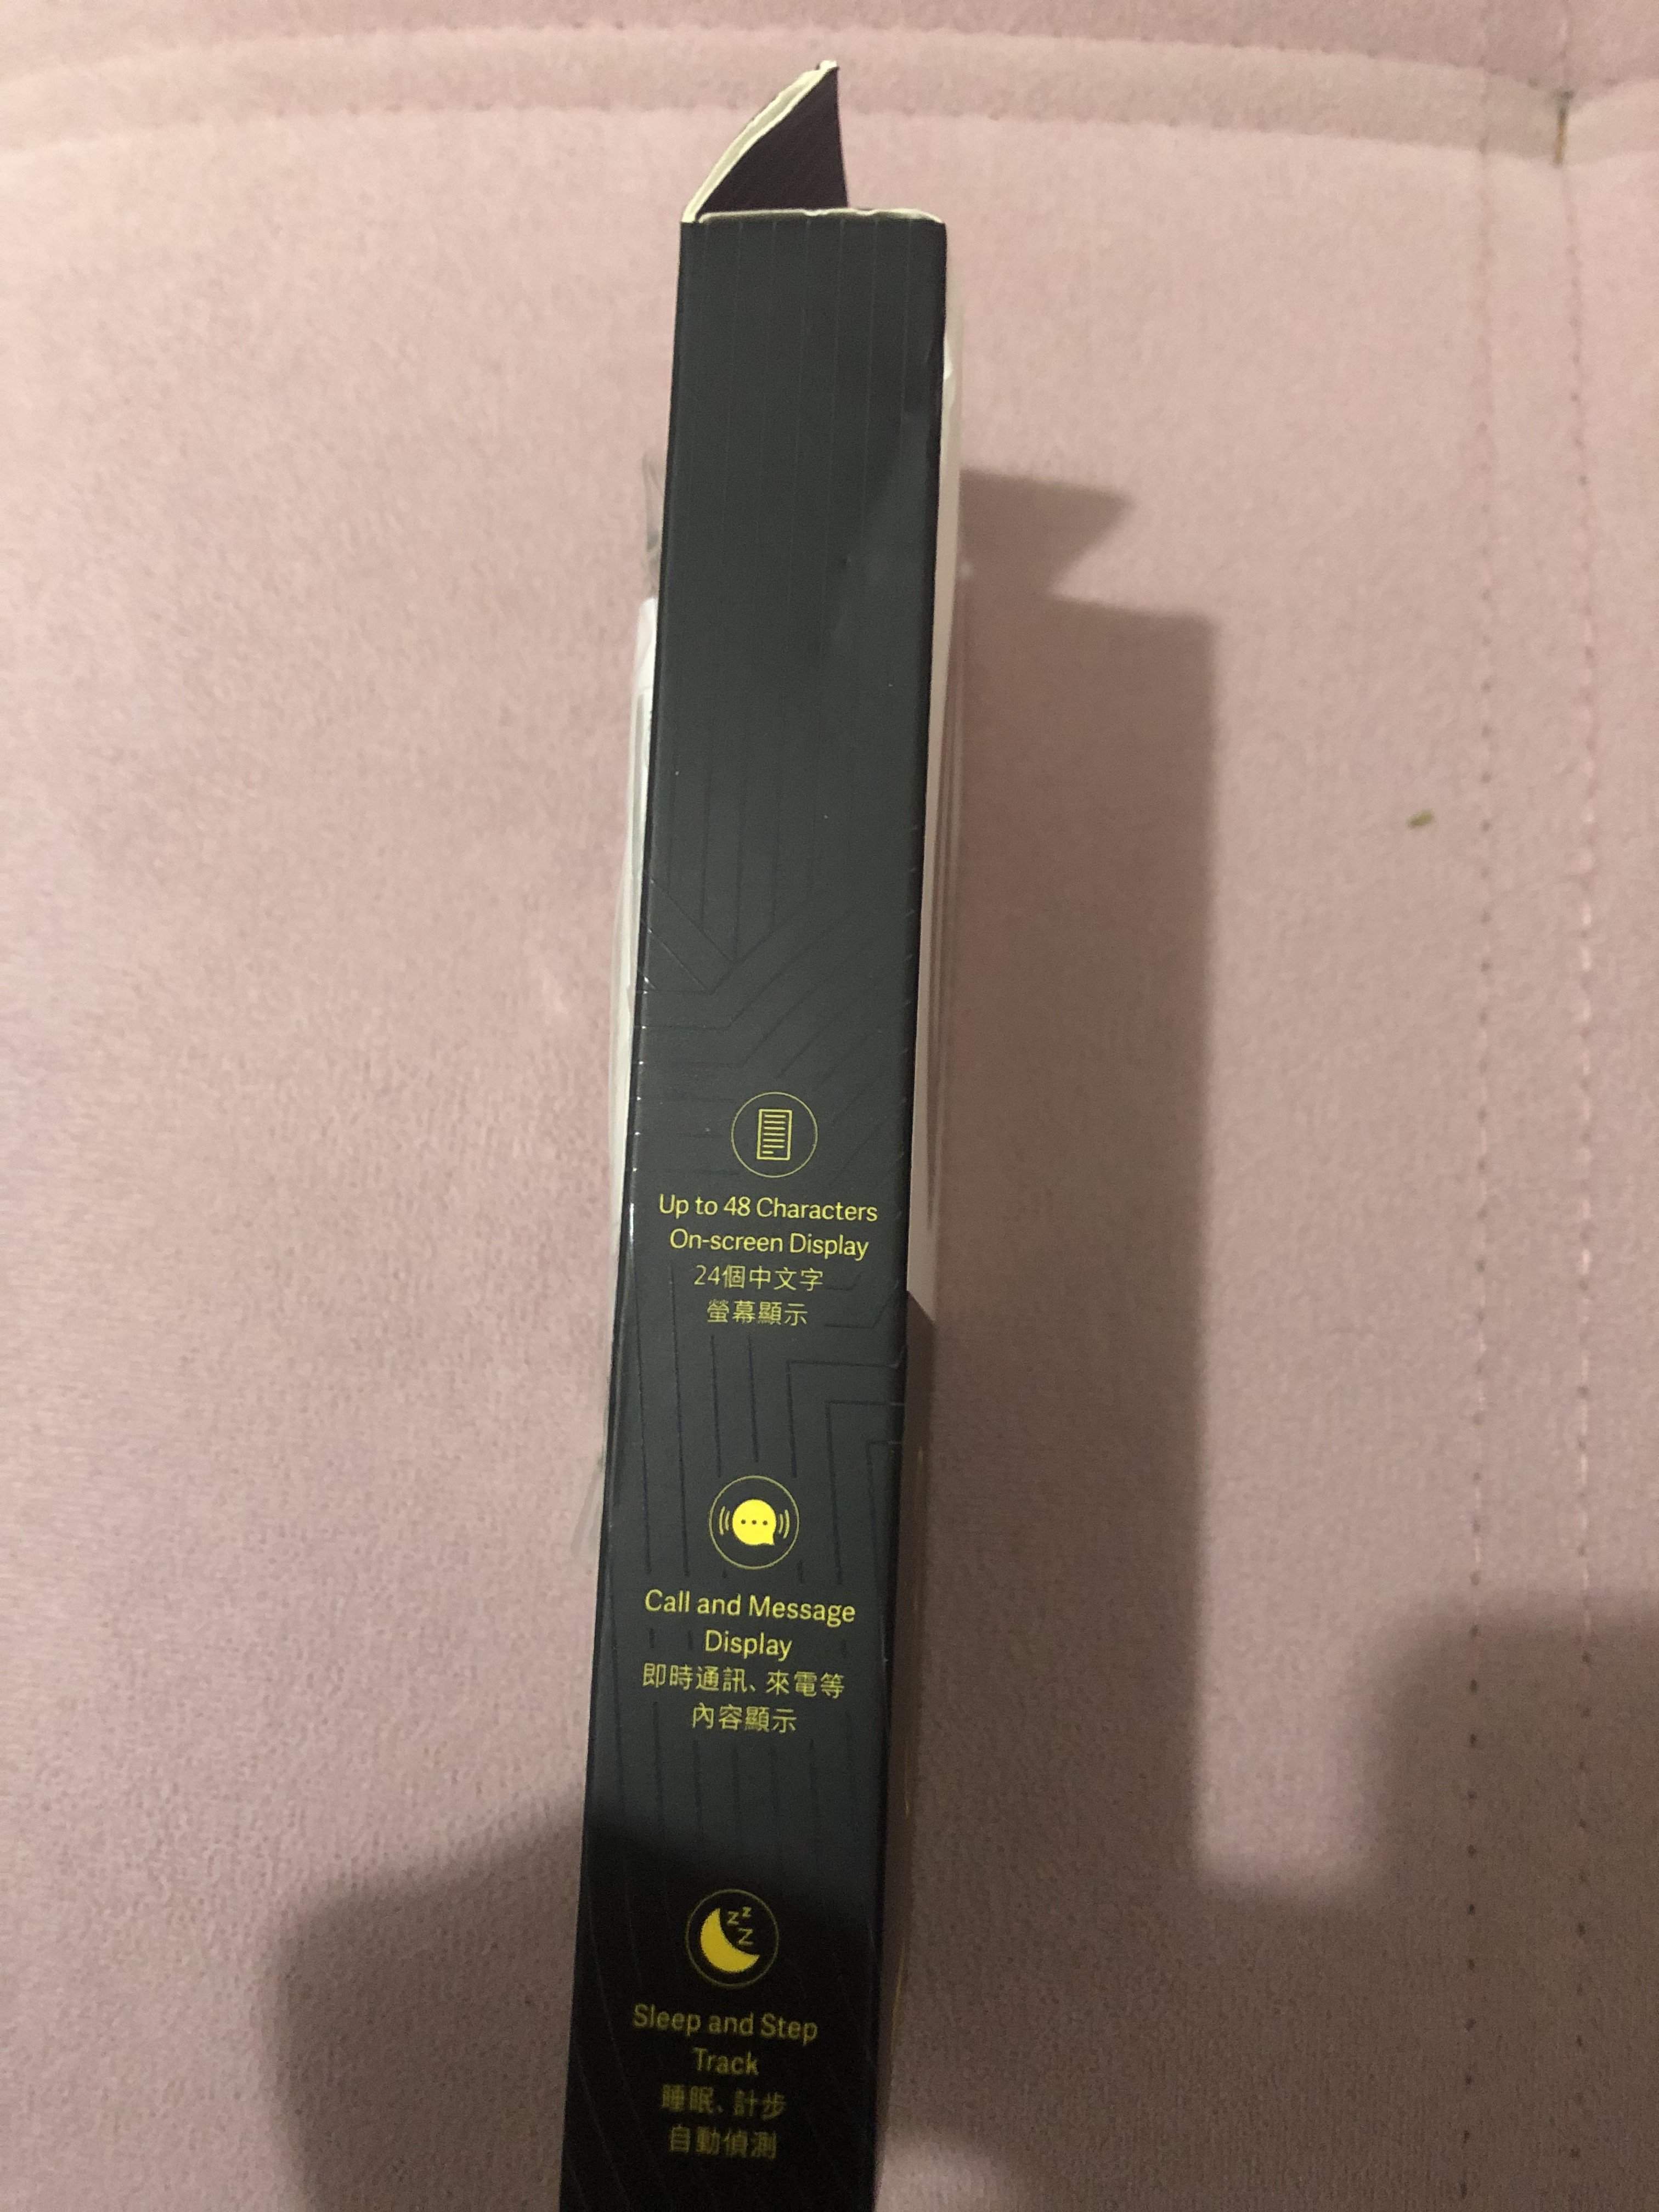 Up to 48 Characters
On-screen Display
24個中文字
螢幕顯示
Call and Message
Display
即時通訊、來電等
內容顯示
Sleep and Step
Track
睡眠、計步
自動偵測